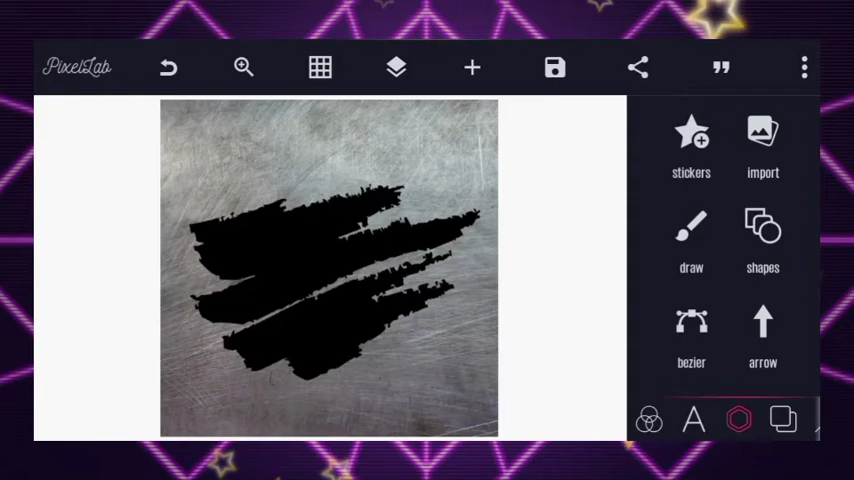 PixelLab
stickers
import
draw
shapes
bezier
arrow